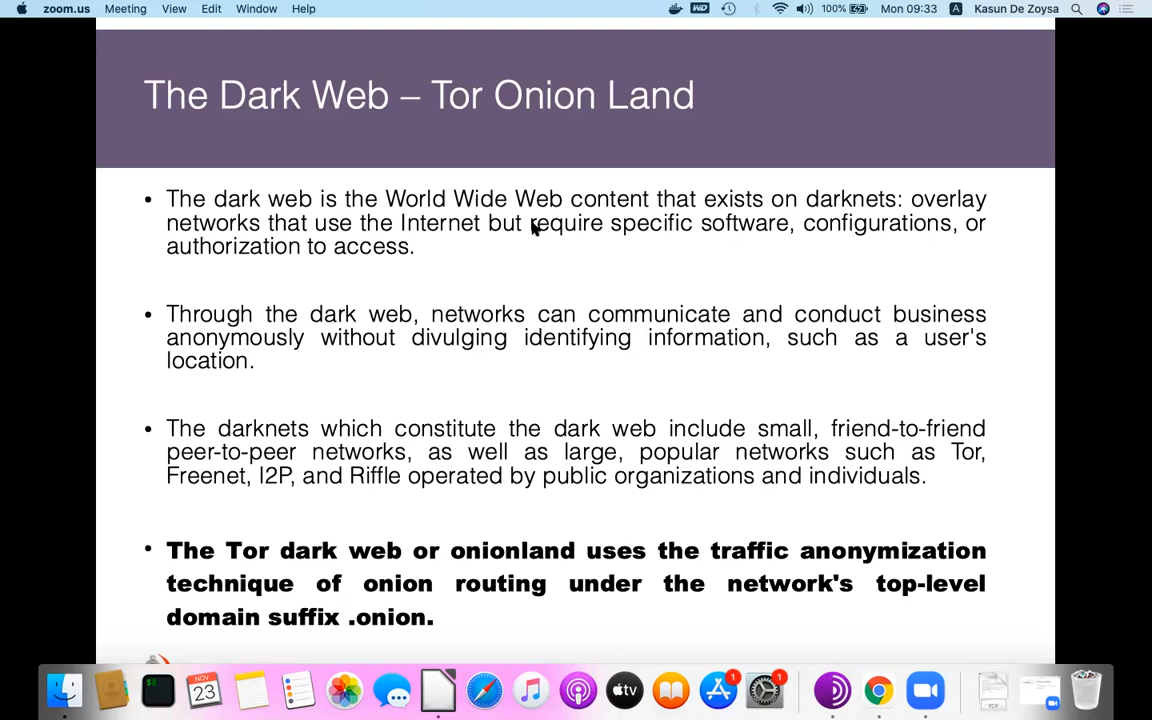 zoom.us Meeting View Edit Window Help WD 100% Mon 09:33 A Kasun De Zoysa
The Dark Web – Tor Onion Land
• The dark web is the World Wide Web content that exists on darknets: overlay
networks that use the Internet but require specific software, configurations, or
authorization to access.
• Through the dark web, networks can communicate and conduct business
anonymously without divulging identifying information, such as a user's
location.
• The darknets which constitute the dark web include small, friend-to-friend
peer-to-peer networks, as well as large, popular networks such as Tor,
Freenet, I2P, and Riffle operated by public organizations and individuals.
• The Tor dark web or onionland uses the traffic anonymization
technique of onion routing under the network's top-level
domain suffix .onion.
NOV
23
tv
1
1
PDF